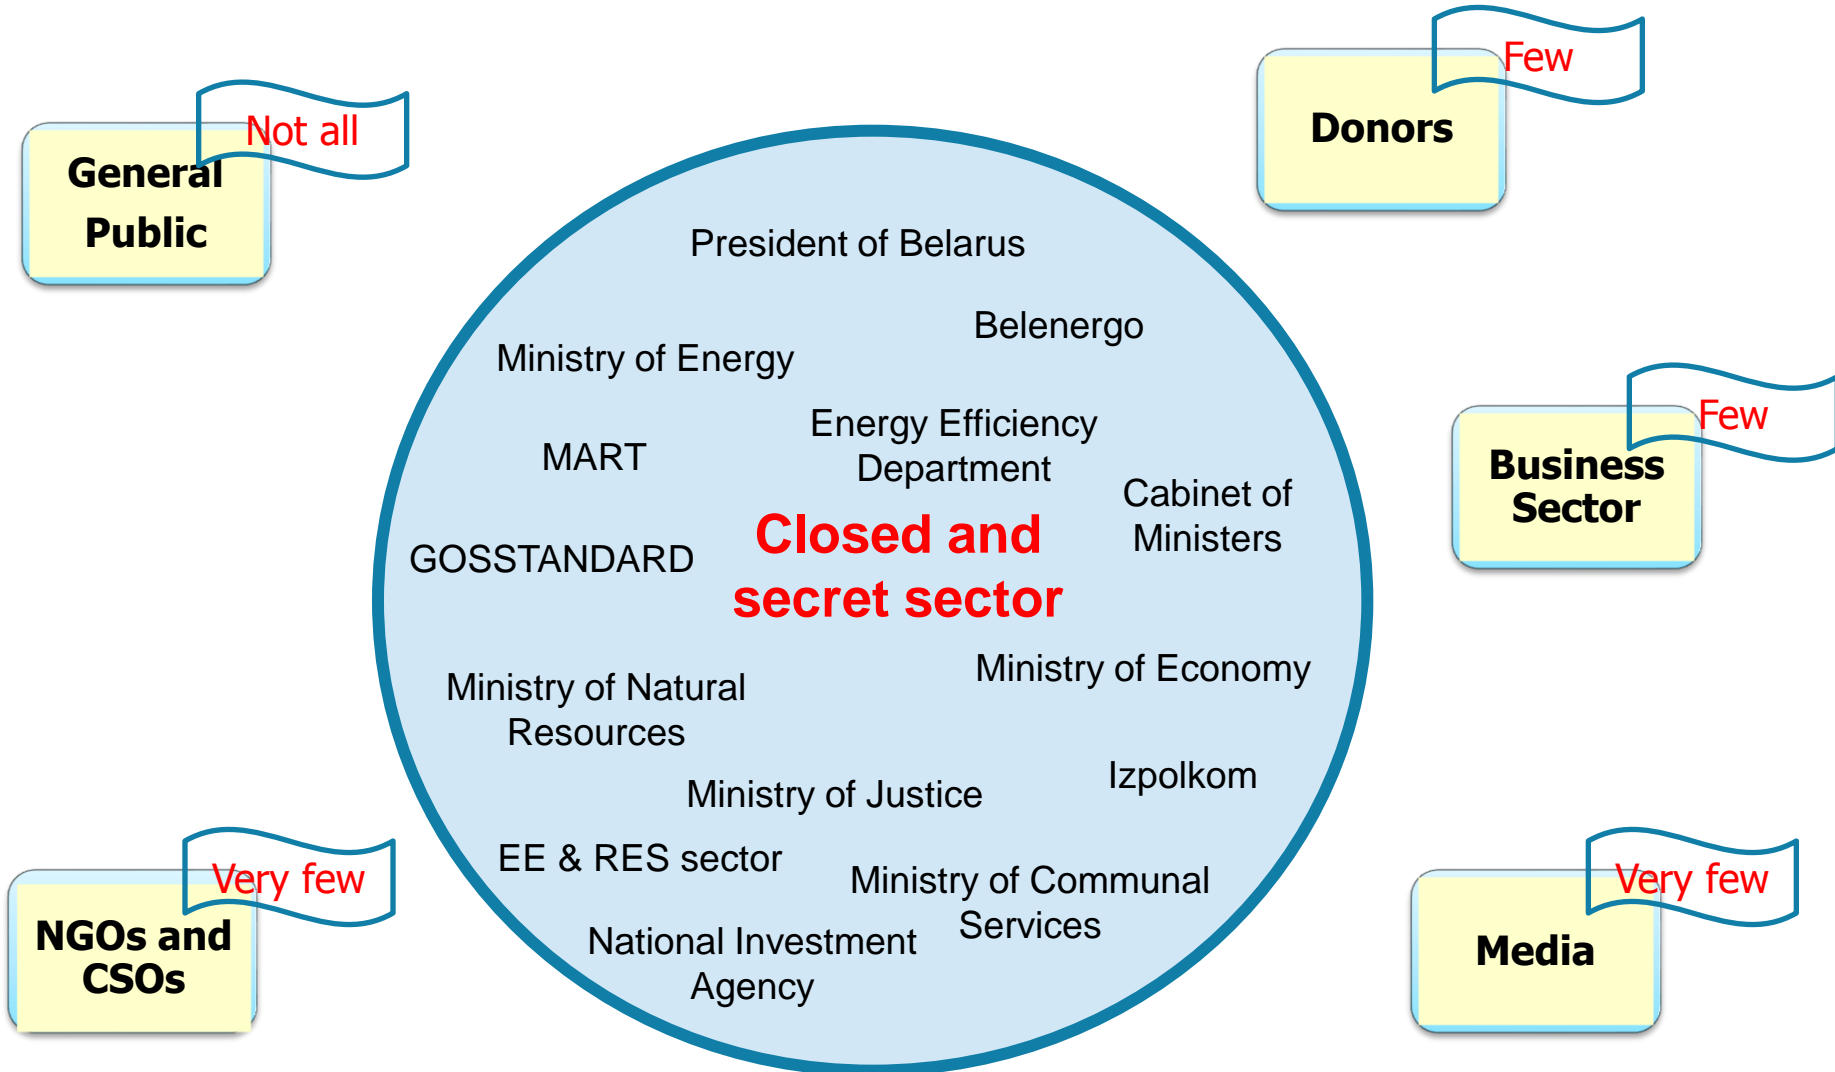 Few
Donors
Not all
General
Public
President of Belarus
Belenergo
Ministry of Energy
Energy Efficiency
Department
MART
Few
Business
Sector
Cabinet of
Ministers
Closed and
secret sector
GOSSTANDARD
Ministry of Economy
Ministry of Natural
Resources
Izpolkom
Ministry of Justice
EE & RES sector
Ministry of Communal
Services
National Investment
Agency
Very few
NGOs and
CSOs
Very few
Media